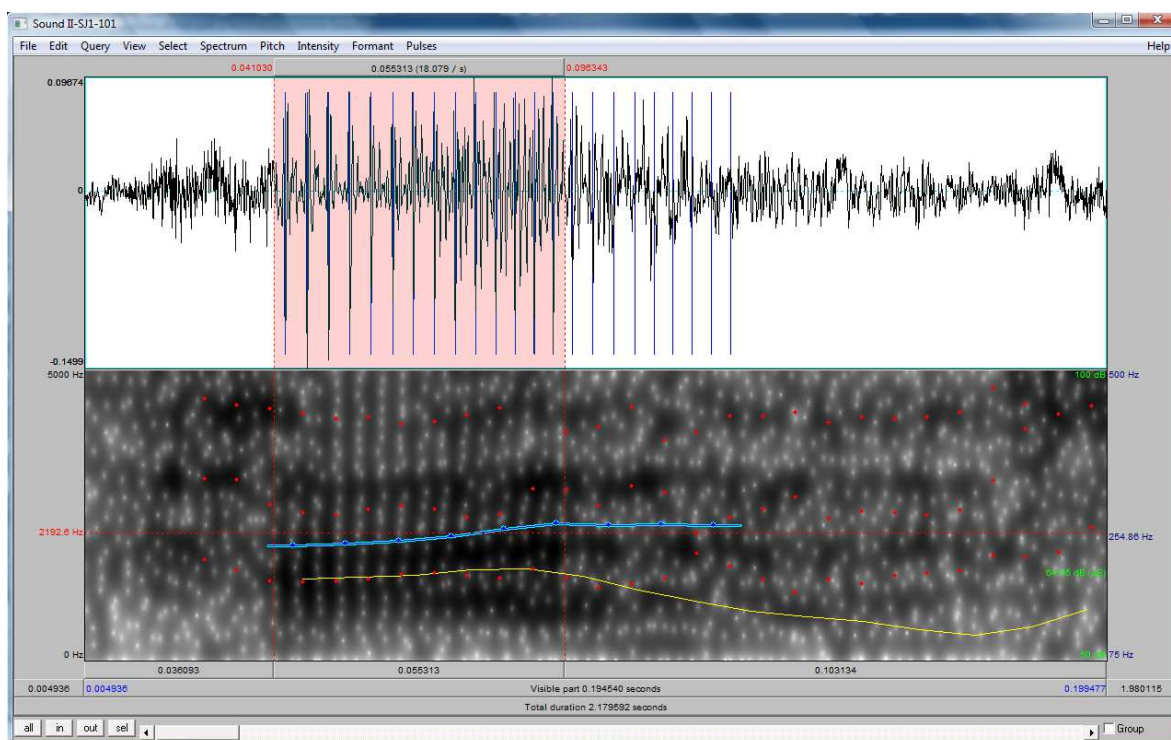 Sound II-SJ1-101
File Edit Query View Select Spectrum Pitch Intensity Formant Pulses Help
0.041030 0.055313 (18.079 / s) 0.096343
0.09674
0
-0.1499
5000 Hz 100 dB 500 Hz
2192.6 Hz 254.86 Hz
0 Hz 75 Hz
0.036093 0.055313 0.103134
0.004936 0.004936 Visible part 0.194540 seconds 0.199477 1.980115
Total duration 2.179592 seconds
all in out sel Group